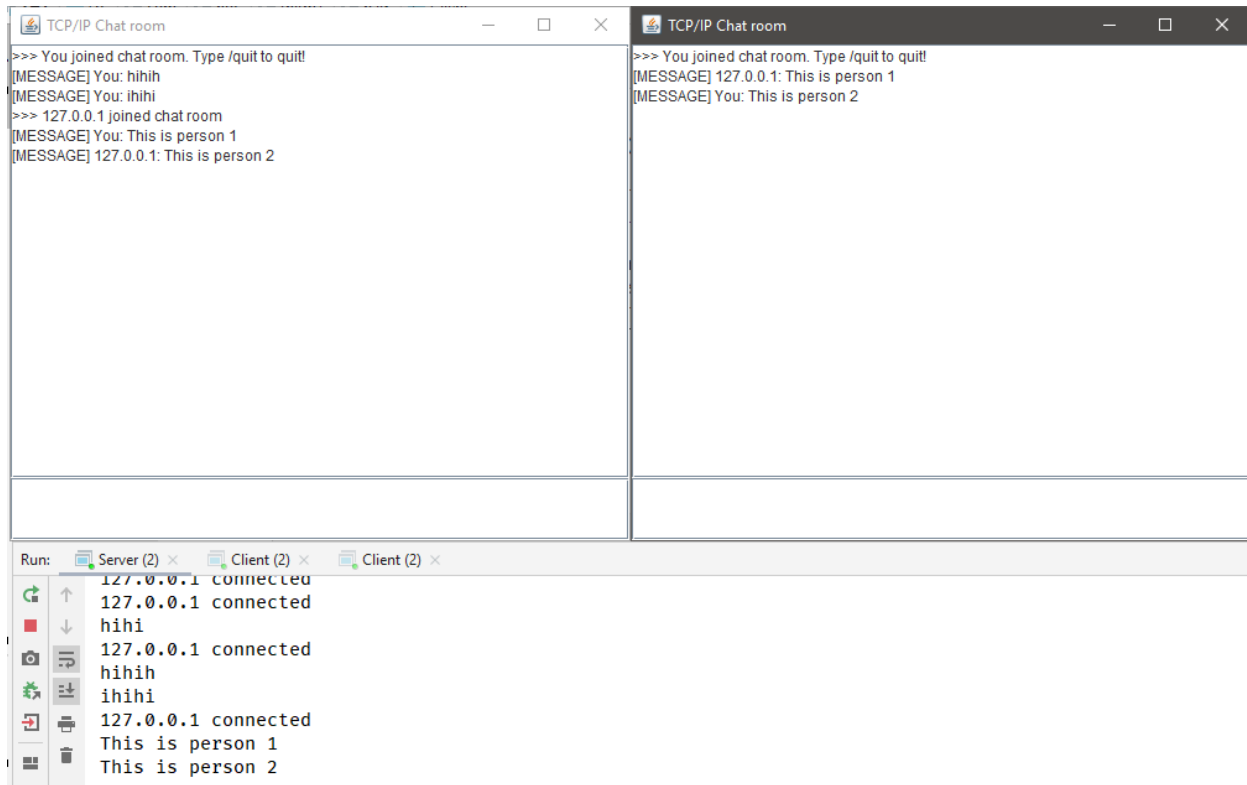 TCP/IP Chat room
>>> You joined chat room. Type /quit to quit!
[MESSAGE] You: hihih
[MESSAGE] You: ihihi
>>> 127.0.0.1 joined chat room
[MESSAGE] You: This is person 1
[MESSAGE] 127.0.0.1: This is person 2
TCP/IP Chat room
>>> You joined chat room. Type /quit to quit!
[MESSAGE] 127.0.0.1: This is person 1
[MESSAGE] You: This is person 2
Run: Server (2) Client (2) Client (2)
127.0.0.1 connected
127.0.0.1 connected
hihi
127.0.0.1 connected
hihih
ihihi
127.0.0.1 connected
This is person 1
This is person 2